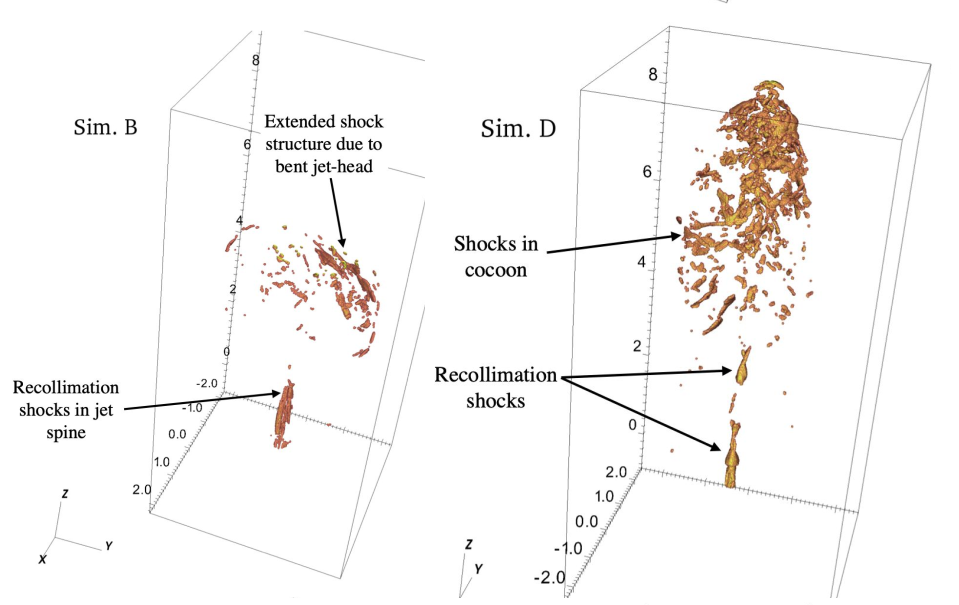 Sim. B
8
Extended shock
structure due to
bent jet-head
6
4
2
0
-2.0
-1.0
0.0
1.0
2.0
Recollimation
shocks in jet
spine
Z
Y
X
Sim. D
8
6
4
2
0
2.0
1.0
0.0
-1.0
-2.0
Shocks in
cocoon
Recollimation
shocks
Z
Y